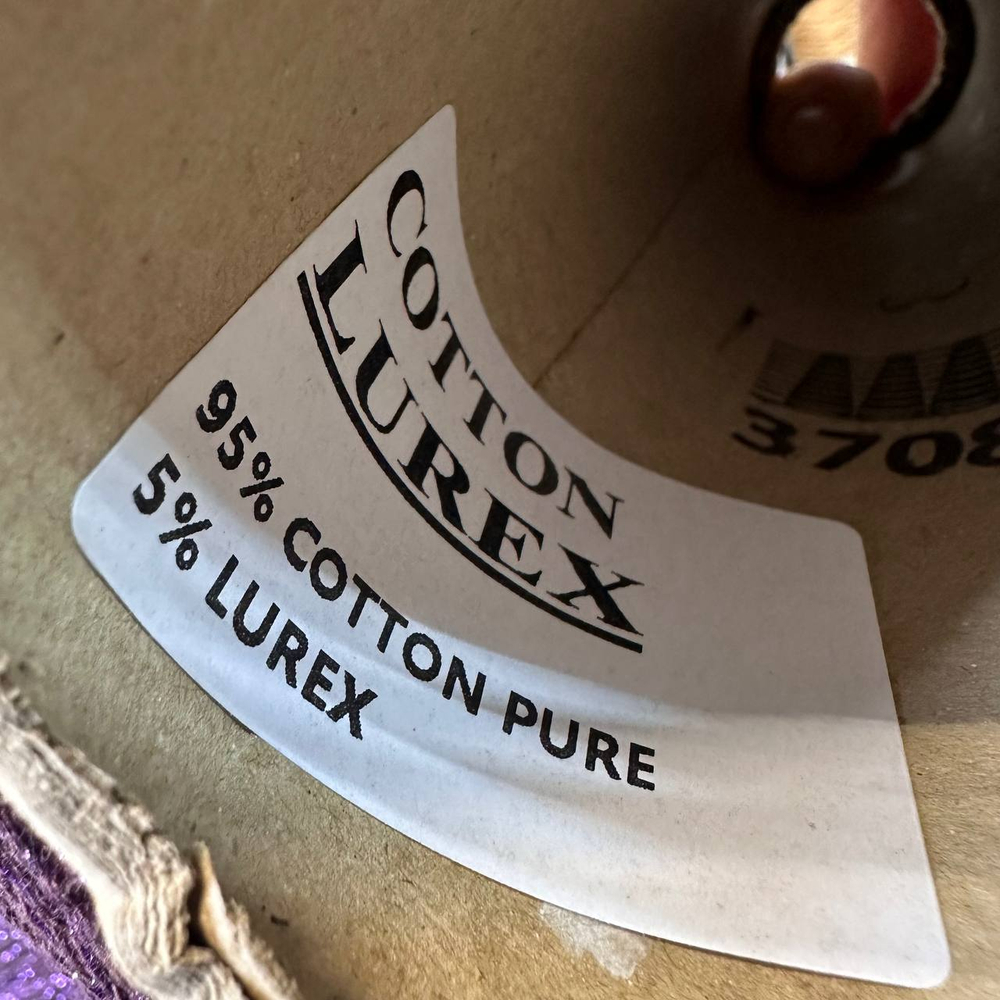 COTTON
LUREX
95% COTTON PURE
5% LUREX
3708